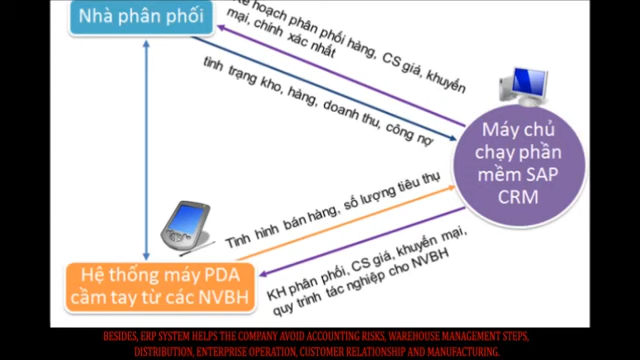 Nhà phân phối
Kế hoạch phân phối hàng, CS giá, khuyến
mại, chính xác nhất
tình trạng kho, hàng, doanh thu, công nợ
Máy chủ
chạy phần
mềm SAP
CRM
Tình hình bán hàng, số lượng tiêu thụ
Hệ thống máy PDA
cầm tay từ các NVBH
KH phân phối, CS giá, khuyến mại,
quy trình tác nghiệp cho NVBH
BESIDES, ERP SYSTEM HELPS THE COMPANY AVOID ACCOUNTING RISKS, WAREHOUSE MANAGEMENT STEPS,
DISTRIBUTION, ENTERPRISE OPERATION, CUSTOMER RELATIONSHIP AND MANUFACTURING.